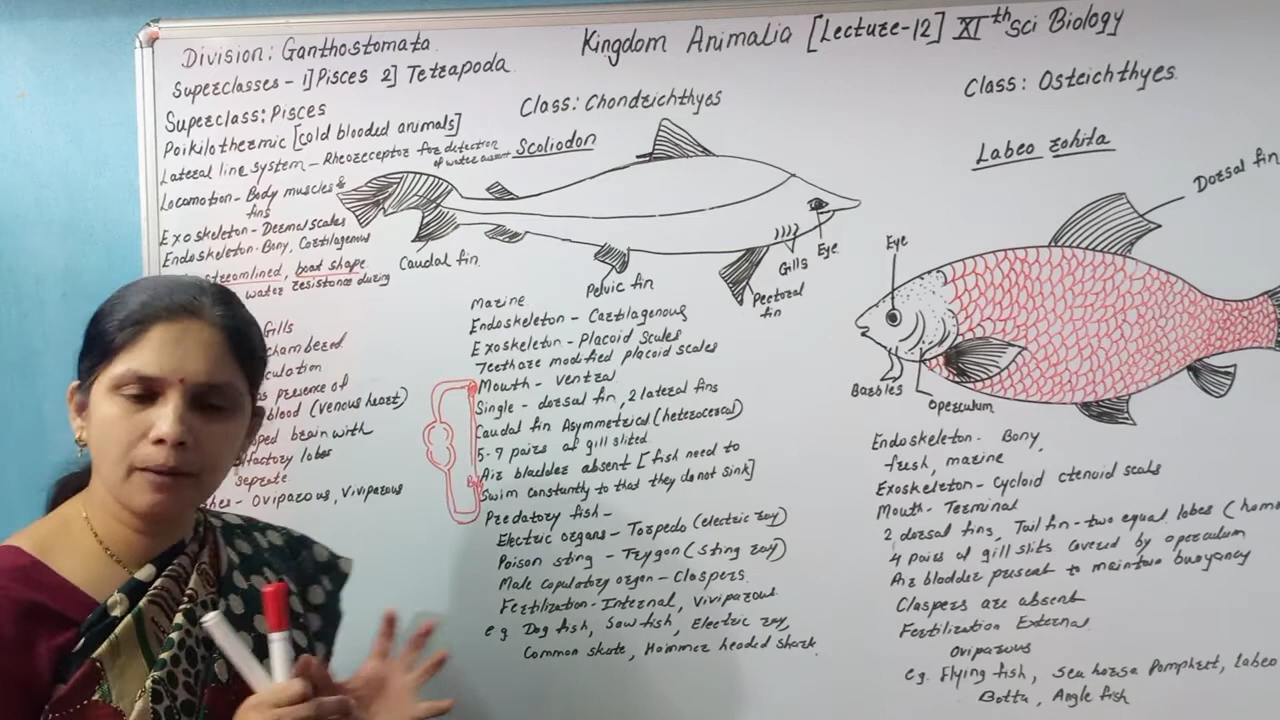 Division: Ganthostomata
Superclasses - 1] Pisces 2] Tetrapoda
Superclass: Pisces
Poikilothermic [cold blooded animals]
Lateral line system - Rheoreceptor for detection
of water current
Locomotion - Body muscles &
fins
Exoskeleton - Dermal scales
Endoskeleton - Bony, Cartilagenous
streamlined, boat shape
water resistance during
Gills
chambered
culation
presence of
blood (venous heart)
oped brain with
lfactory lobes
seprate
Oviparous, Viviparous
Kingdom Animalia [Lecture-12] XIth sci Biology
Class: Chondrichthyes
Scoliodon
Caudal fin
Pelvic fin
Gills
Eye
Pectoral
fin
Marine
Endoskeleton - Cartilagenous
Exoskeleton - Placoid Scales
Teeth are modified placoid scales
Mouth - ventral
Single - dorsal fin, 2 lateral fins
Caudal fin Asymmetrical (heterocercal)
5-7 pairs of gill slited
Air bladder absent [fish need to
swim constantly to that they do not sink]
Predatory fish -
Electric organs - Torpedo (electric ray)
Poison sting - Trygon (sting ray)
Male copulatory organ - Claspers
Fertilization - Internal, Viviparous
eg Dog fish, Saw fish, Electric ray,
Common skate, Hammer headed shark
Class: Osteichthyes
Labeo rohita
Dorsal fin
Eye
Barbles
Operculum
Endoskeleton - Bony,
fresh, marine
Exoskeleton - Cycloid ctenoid scals
Mouth - Terminal
2 dorsal fins, Tail fin - two equal lobes (homo
4 pairs of gill slits covered by operculum
Air bladder present to maintain buoyancy
Claspers are absent
Fertilization External
Oviparous
eg. Flying fish, sea horse Pomphret, Labeo
Botta, Angle fish